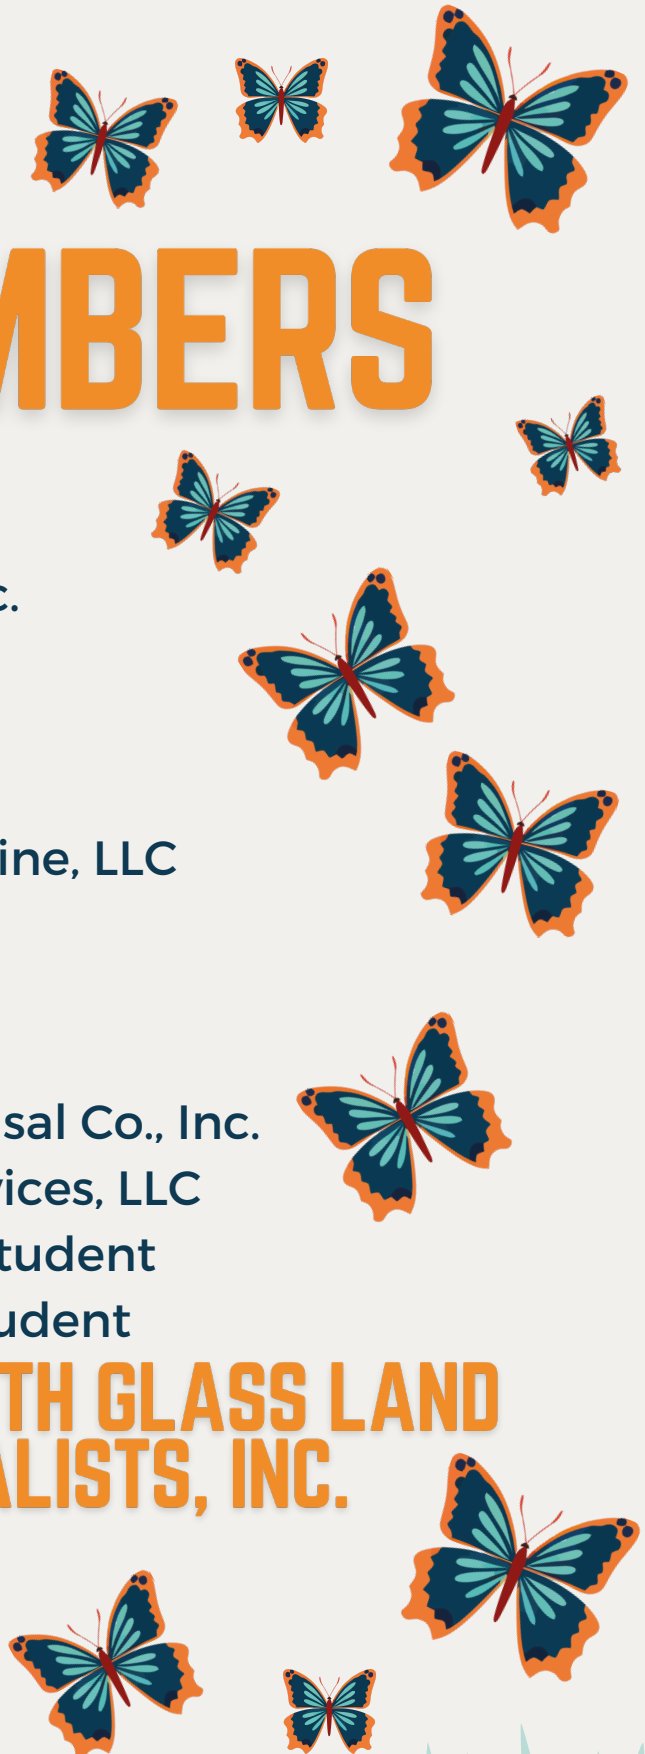 MBERS
c.
ine, LLC
sal Co., Inc.
vices, LLC
tudent
udent
TH GLASS LAND
ALISTS, INC.